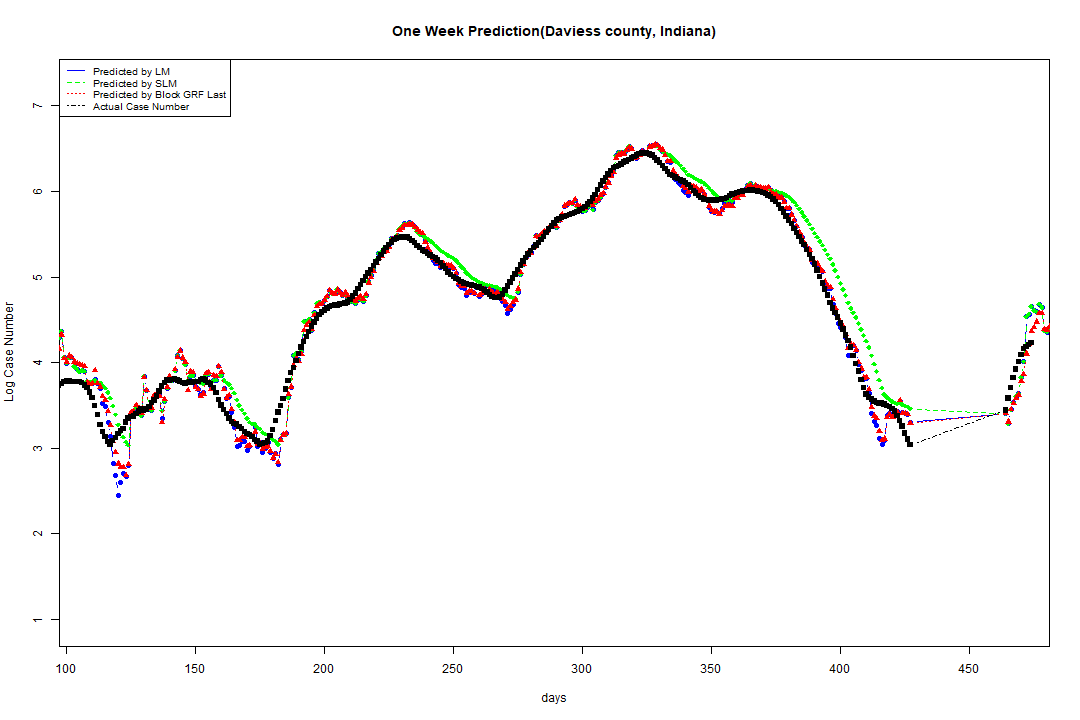 One Week Prediction(Daviess county, Indiana)
Predicted by LM
Predicted by SLM
Predicted by Block GRF Last
Actual Case Number
7
6
5
4
3
2
1
Log Case Number
100 150 200 250 300 350 400 450
days